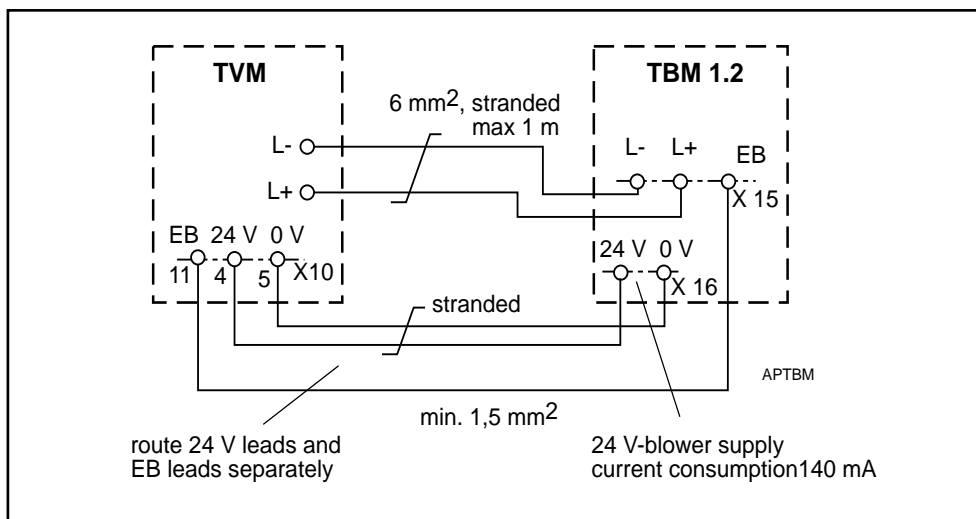 TVM
TBM 1.2
6 mm2, stranded
max 1 m
L-
L+
L- L+ EB
X 15
EB 24 V 0 V
11 4 5 X10
24 V 0 V
X 16
stranded
APTBM
min. 1,5 mm2
route 24 V leads and
EB leads separately
24 V-blower supply
current consumption140 mA